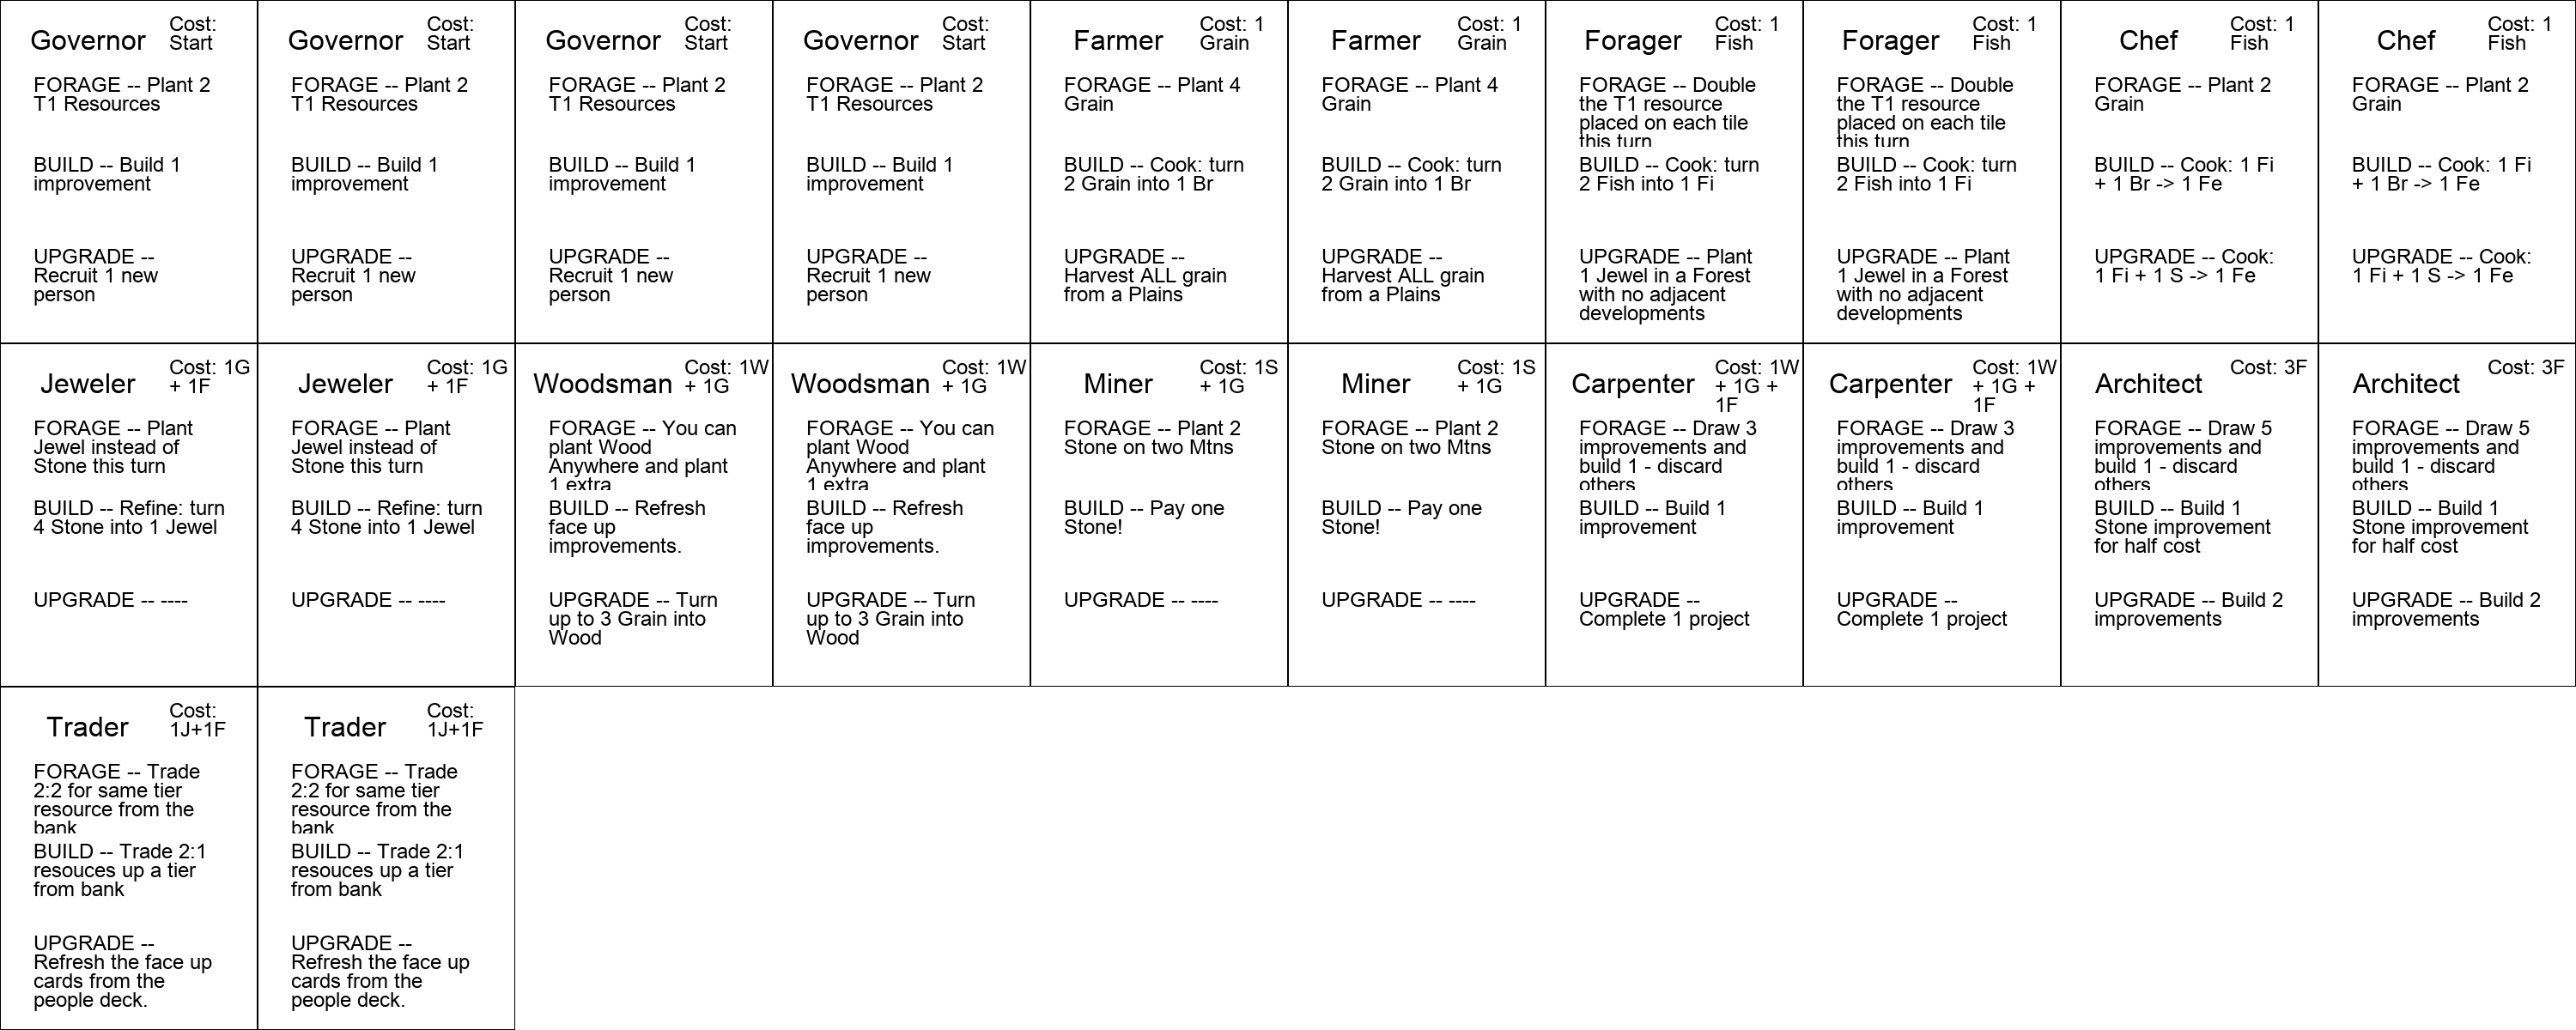 Governor
Cost:
Start
FORAGE -- Plant 2
T1 Resources
BUILD -- Build 1
improvement
UPGRADE --
Recruit 1 new
person
Governor
Cost:
Start
FORAGE -- Plant 2
T1 Resources
BUILD -- Build 1
improvement
UPGRADE --
Recruit 1 new
person
Governor
Cost:
Start
FORAGE -- Plant 2
T1 Resources
BUILD -- Build 1
improvement
UPGRADE --
Recruit 1 new
person
Governor
Cost:
Start
FORAGE -- Plant 2
T1 Resources
BUILD -- Build 1
improvement
UPGRADE --
Recruit 1 new
person
Farmer
Cost: 1
Grain
FORAGE -- Plant 4
Grain
BUILD -- Cook: turn
2 Grain into 1 Br
UPGRADE --
Harvest ALL grain
from a Plains
Farmer
Cost: 1
Grain
FORAGE -- Plant 4
Grain
BUILD -- Cook: turn
2 Grain into 1 Br
UPGRADE --
Harvest ALL grain
from a Plains
Forager
Cost: 1
Fish
FORAGE -- Double
the T1 resource
placed on each tile
this turn
BUILD -- Cook: turn
2 Fish into 1 Fi
UPGRADE -- Plant
1 Jewel in a Forest
with no adjacent
developments
Forager
Cost: 1
Fish
FORAGE -- Double
the T1 resource
placed on each tile
this turn
BUILD -- Cook: turn
2 Fish into 1 Fi
UPGRADE -- Plant
1 Jewel in a Forest
with no adjacent
developments
Chef
Cost: 1
Fish
FORAGE -- Plant 2
Grain
BUILD -- Cook: 1 Fi
+ 1 Br -> 1 Fe
UPGRADE -- Cook:
1 Fi + 1 S -> 1 Fe
Chef
Cost: 1
Fish
FORAGE -- Plant 2
Grain
BUILD -- Cook: 1 Fi
+ 1 Br -> 1 Fe
UPGRADE -- Cook:
1 Fi + 1 S -> 1 Fe
Jeweler
Cost: 1G
+ 1F
FORAGE -- Plant
Jewel instead of
Stone this turn
BUILD -- Refine: turn
4 Stone into 1 Jewel
UPGRADE -- ----
Jeweler
Cost: 1G
+ 1F
FORAGE -- Plant
Jewel instead of
Stone this turn
BUILD -- Refine: turn
4 Stone into 1 Jewel
UPGRADE -- ----
Woodsman
Cost: 1W
+ 1G
FORAGE -- You can
plant Wood
Anywhere and plant
1 extra
BUILD -- Refresh
face up
improvements.
UPGRADE -- Turn
up to 3 Grain into
Wood
Woodsman
Cost: 1W
+ 1G
FORAGE -- You can
plant Wood
Anywhere and plant
1 extra
BUILD -- Refresh
face up
improvements.
UPGRADE -- Turn
up to 3 Grain into
Wood
Miner
Cost: 1S
+ 1G
FORAGE -- Plant 2
Stone on two Mtns
BUILD -- Pay one
Stone!
UPGRADE -- ----
Miner
Cost: 1S
+ 1G
FORAGE -- Plant 2
Stone on two Mtns
BUILD -- Pay one
Stone!
UPGRADE -- ----
Carpenter
Cost: 1W
+ 1G +
1F
FORAGE -- Draw 3
improvements and
build 1 - discard
others
BUILD -- Build 1
improvement
UPGRADE --
Complete 1 project
Carpenter
Cost: 1W
+ 1G +
1F
FORAGE -- Draw 3
improvements and
build 1 - discard
others
BUILD -- Build 1
improvement
UPGRADE --
Complete 1 project
Architect
Cost: 3F
FORAGE -- Draw 5
improvements and
build 1 - discard
others
BUILD -- Build 1
Stone improvement
for half cost
UPGRADE -- Build 2
improvements
Architect
Cost: 3F
FORAGE -- Draw 5
improvements and
build 1 - discard
others
BUILD -- Build 1
Stone improvement
for half cost
UPGRADE -- Build 2
improvements
Trader
Cost:
1J+1F
FORAGE -- Trade
2:2 for same tier
resource from the
bank
BUILD -- Trade 2:1
resouces up a tier
from bank
UPGRADE --
Refresh the face up
cards from the
people deck.
Trader
Cost:
1J+1F
FORAGE -- Trade
2:2 for same tier
resource from the
bank
BUILD -- Trade 2:1
resouces up a tier
from bank
UPGRADE --
Refresh the face up
cards from the
people deck.